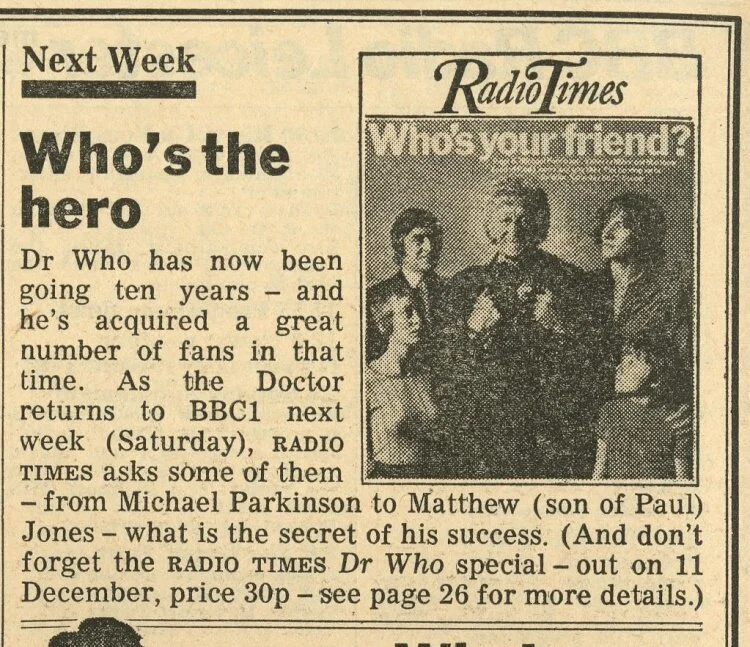 Next Week
Who's the
hero
Dr Who has now been
going ten years – and
he's acquired a great
number of fans in that
time. As the Doctor
returns to BBC1 next
week (Saturday), RADIO
TIMES asks some of them
– from Michael Parkinson to Matthew (son of Paul)
Jones – what is the secret of his success. (And don't
forget the RADIO TIMES Dr Who special – out on 11
December, price 30p – see page 26 for more details.)
Radio Times
Who's your friend?